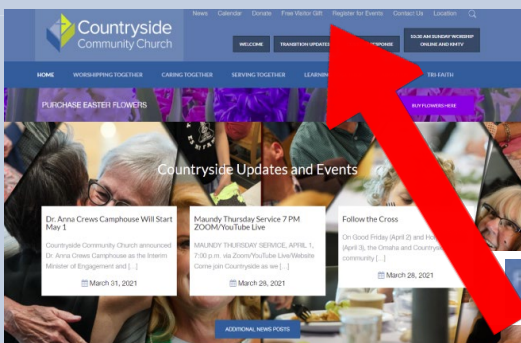 News Calendar Donate Free Visitor Gift Register for Events Contact Us Location
Countryside
Community Church
WELCOME TRANSITION UPDATES RESPONSE 10:30 AM SUNDAY WORSHIP
ONLINE AND KMTV
HOME WORSHIPPING TOGETHER CARING TOGETHER SERVING TOGETHER TRI-FAITH
PURCHASE EASTER FLOWERS BUY FLOWERS HERE
Countryside Updates and Events
Dr. Anna Crews Camphouse Will Start
May 1
Countryside Community Church announced
Dr. Anna Crews Camphouse as the Interim
Minister of Engagement and [...]
March 31, 2021
Maundy Thursday Service 7 PM
ZOOM/YouTube Live
MAUNDY THURSDAY SERVICE, APRIL 1,
7:00 p.m. via Zoom/YouTube Live/Website
Come join Countryside as we [...]
March 28, 2021
Follow the Cross
On Good Friday (April 2) and
(April 3), the Omaha and
community [...]
March 28, 2021
ADDITIONAL NEWS POSTS